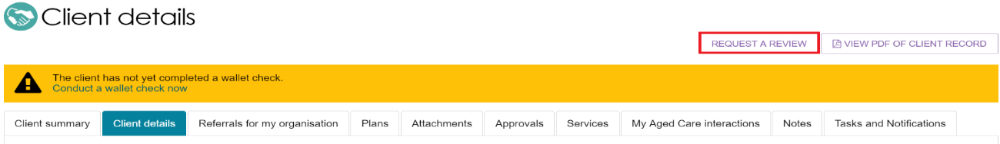 Client details
REQUEST A REVIEW
VIEW PDF OF CLIENT RECORD
The client has not yet completed a wallet check.
Conduct a wallet check now
Client summary Client details Referrals for my organisation Plans Attachments Approvals Services My Aged Care interactions Notes Tasks and Notifications